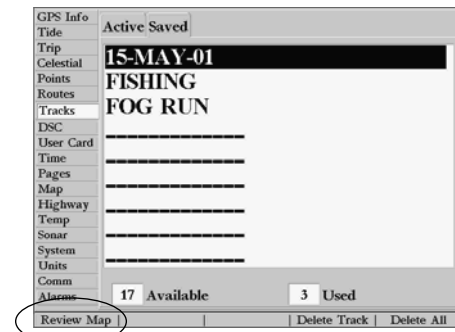 GPS Info
Tide
Trip
Celestial
Points
Routes
Tracks
DSC
User Card
Time
Pages
Map
Highway
Temp
Sonar
System
Units
Comm
Alarms
Active Saved
15-MAY-01
FISHING
FOG RUN
17 Available 3 Used
Review Map | | | Delete Track | Delete All